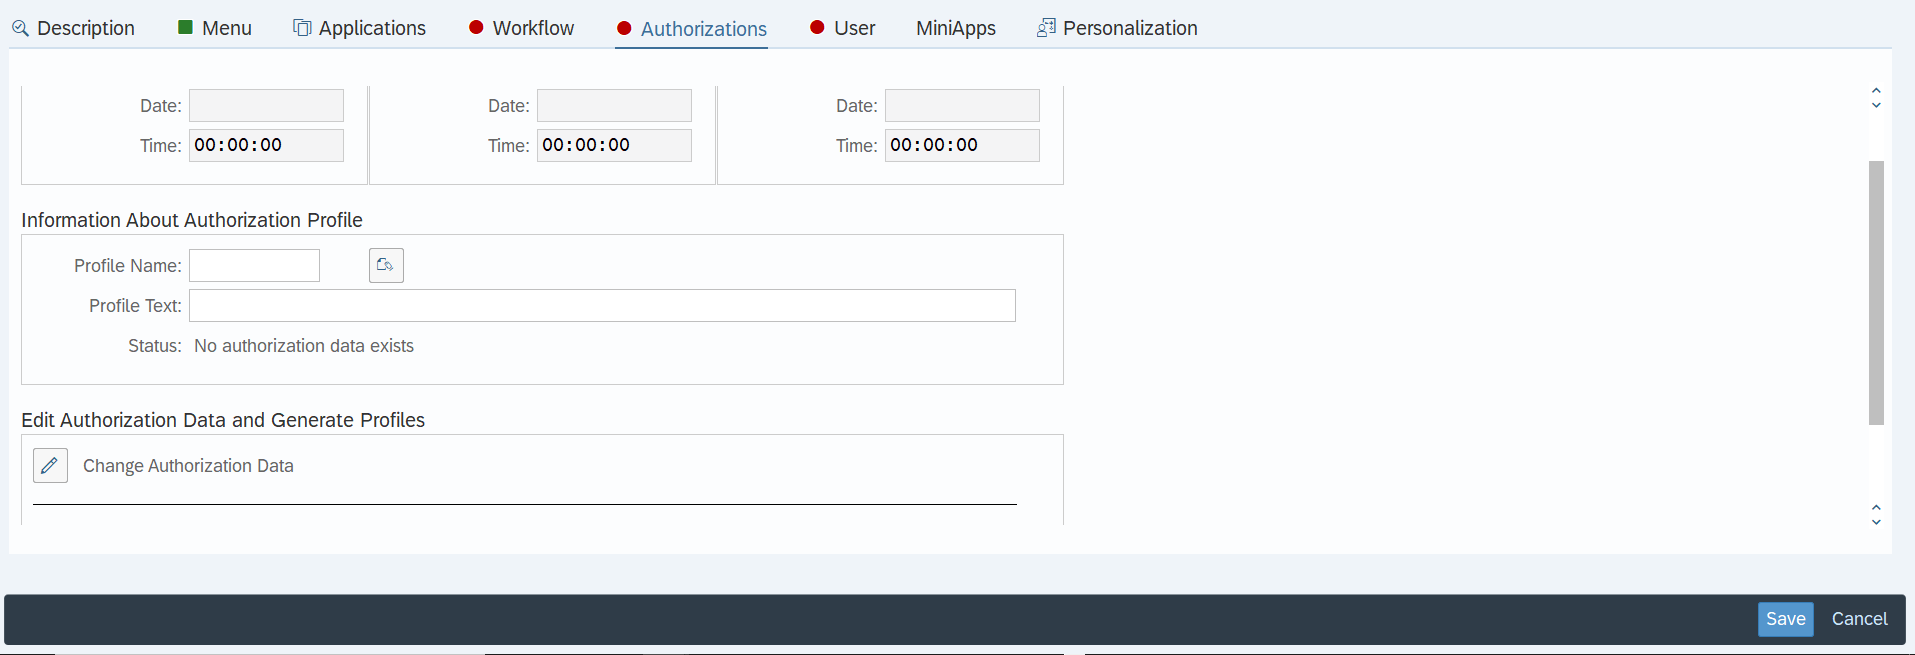 Description Menu Applications Workflow Authorizations User MiniApps Personalization
Date: Date: Date:
Time: 00:00:00 Time: 00:00:00 Time: 00:00:00
Information About Authorization Profile
Profile Name:
Profile Text:
Status: No authorization data exists
Edit Authorization Data and Generate Profiles
Change Authorization Data
Save Cancel